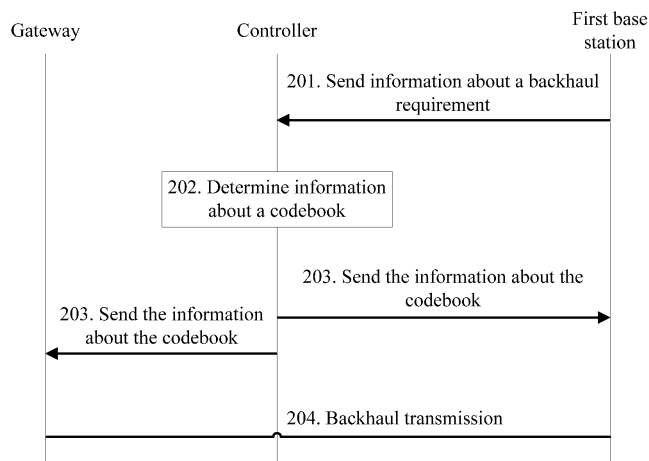 Gateway
Controller
First base
station
201. Send information about a backhaul
requirement
202. Determine information
about a codebook
203. Send the information about the
codebook
203. Send the information
about the codebook
204. Backhaul transmission